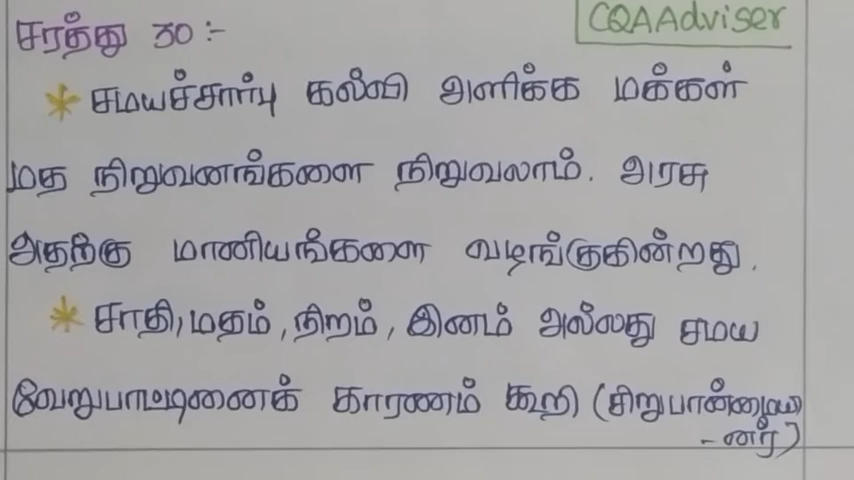 CQAAdviser
சரத்து 30 :-
* சமயச்சார்பு கல்வி அளிக்க மக்கள்
மத நிறுவனங்களை நிறுவலாம். அரசு
அதற்கு மானியங்களை வழங்குகின்றது.
* சாதி, மதம், நிறம், இனம் அல்லது சமய
வேறுபாட்டினைக் காரணம் கூறி (சிறுபான்மையி
- னர்)